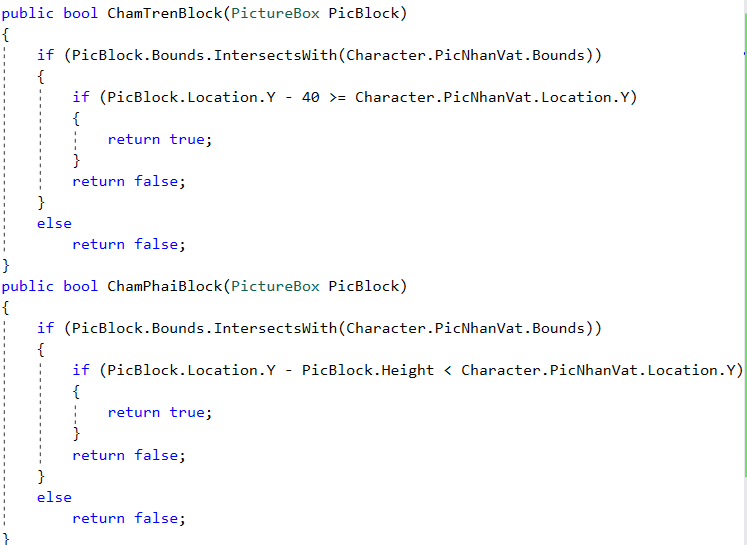 public bool ChamTrenBlock(PictureBox PicBlock)
{
    if (PicBlock.Bounds.IntersectsWith(Character.PicNhanVat.Bounds))
    {
        if (PicBlock.Location.Y - 40 >= Character.PicNhanVat.Location.Y)
        {
            return true;
        }
        return false;
    }
    else
        return false;
}
public bool ChamPhaiBlock(PictureBox PicBlock)
{
    if (PicBlock.Bounds.IntersectsWith(Character.PicNhanVat.Bounds))
    {
        if (PicBlock.Location.Y - PicBlock.Height < Character.PicNhanVat.Location.Y)
        {
            return true;
        }
        return false;
    }
    else
        return false;
}